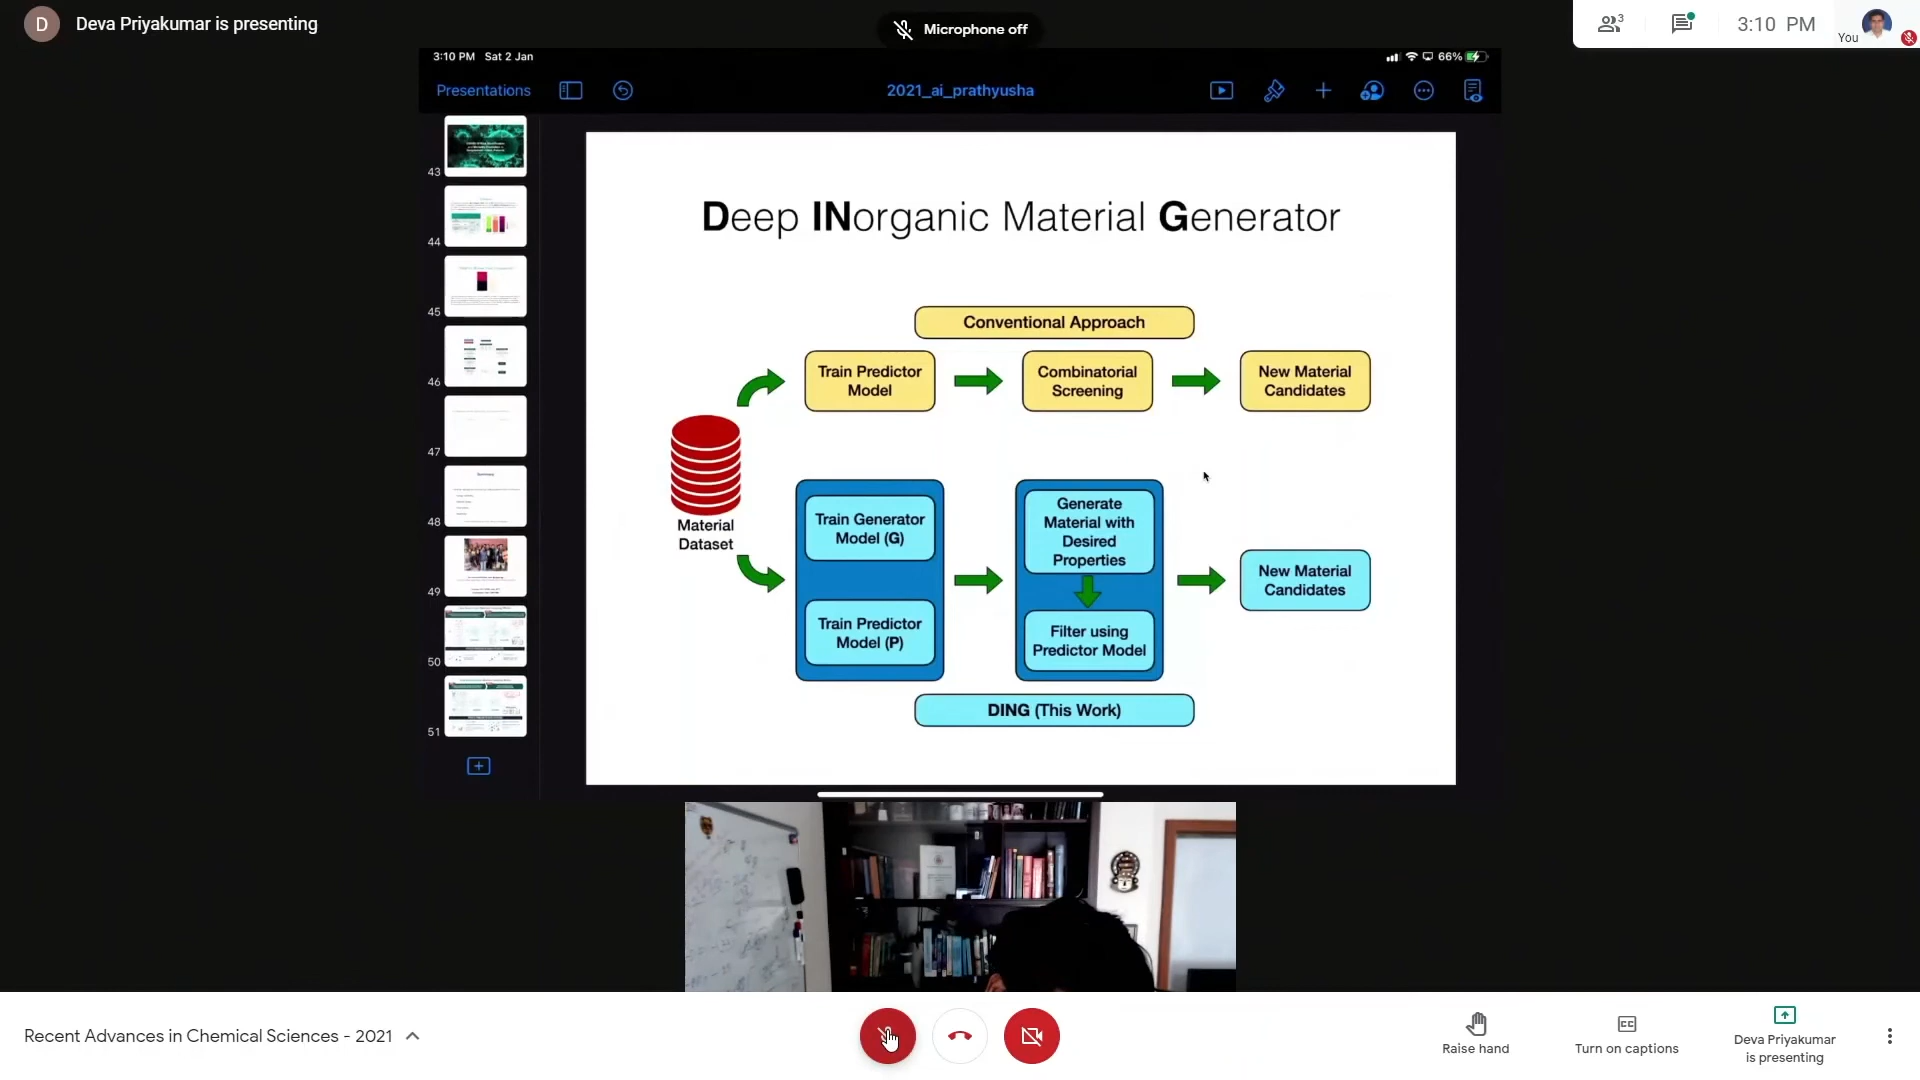 D
Deva Priyakumar is presenting
Microphone off
3
3:10 PM
You
3:10 PM Sat 2 Jan
66%
Presentations
2021_ai_prathyusha
43
44
45
46
47
48
49
50
51
Deep INorganic Material Generator
Conventional Approach
Train Predictor
Model
Combinatorial
Screening
New Material
Candidates
Material
Dataset
Train Generator
Model (G)
Train Predictor
Model (P)
Generate
Material with
Desired
Properties
Filter using
Predictor Model
New Material
Candidates
DING (This Work)
Recent Advances in Chemical Sciences - 2021
Raise hand
CC
Turn on captions
Deva Priyakumar
is presenting